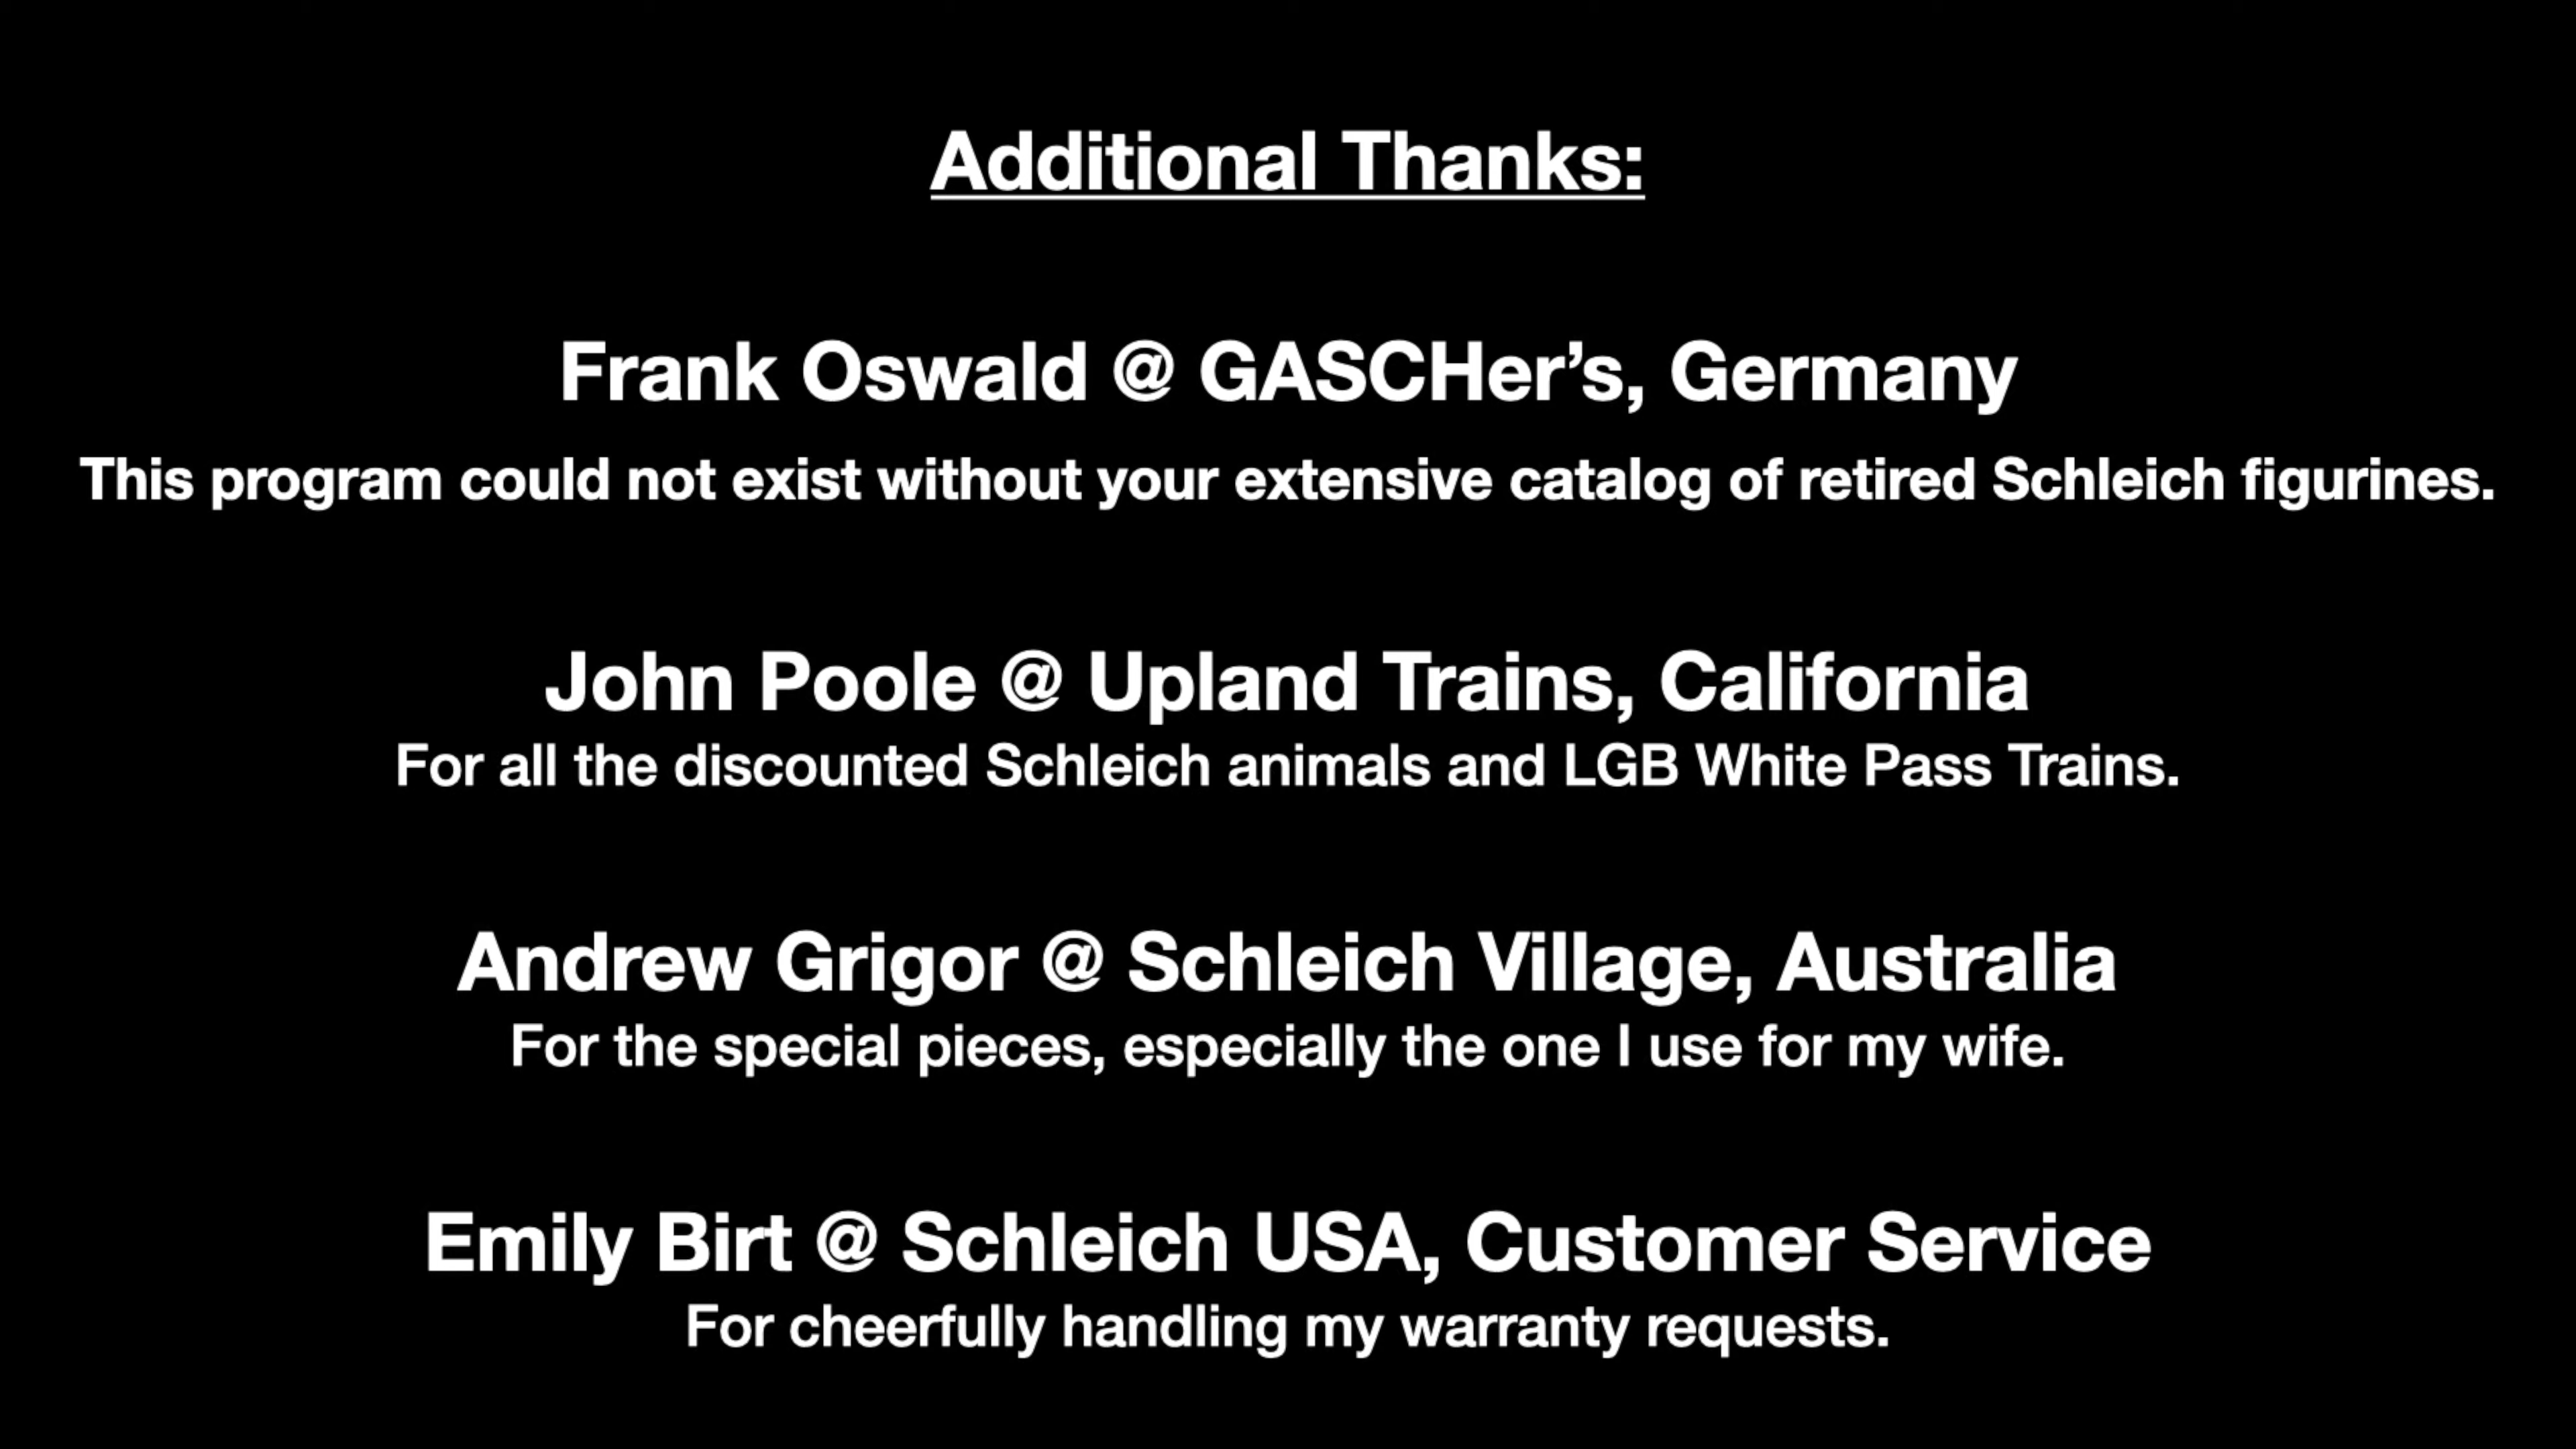 Additional Thanks:
Frank Oswald @ GASCHer’s, Germany
This program could not exist without your extensive catalog of retired Schleich figurines.
John Poole @ Upland Trains, California
For all the discounted Schleich animals and LGB White Pass Trains.
Andrew Grigor @ Schleich Village, Australia
For the special pieces, especially the one I use for my wife.
Emily Birt @ Schleich USA, Customer Service
For cheerfully handling my warranty requests.